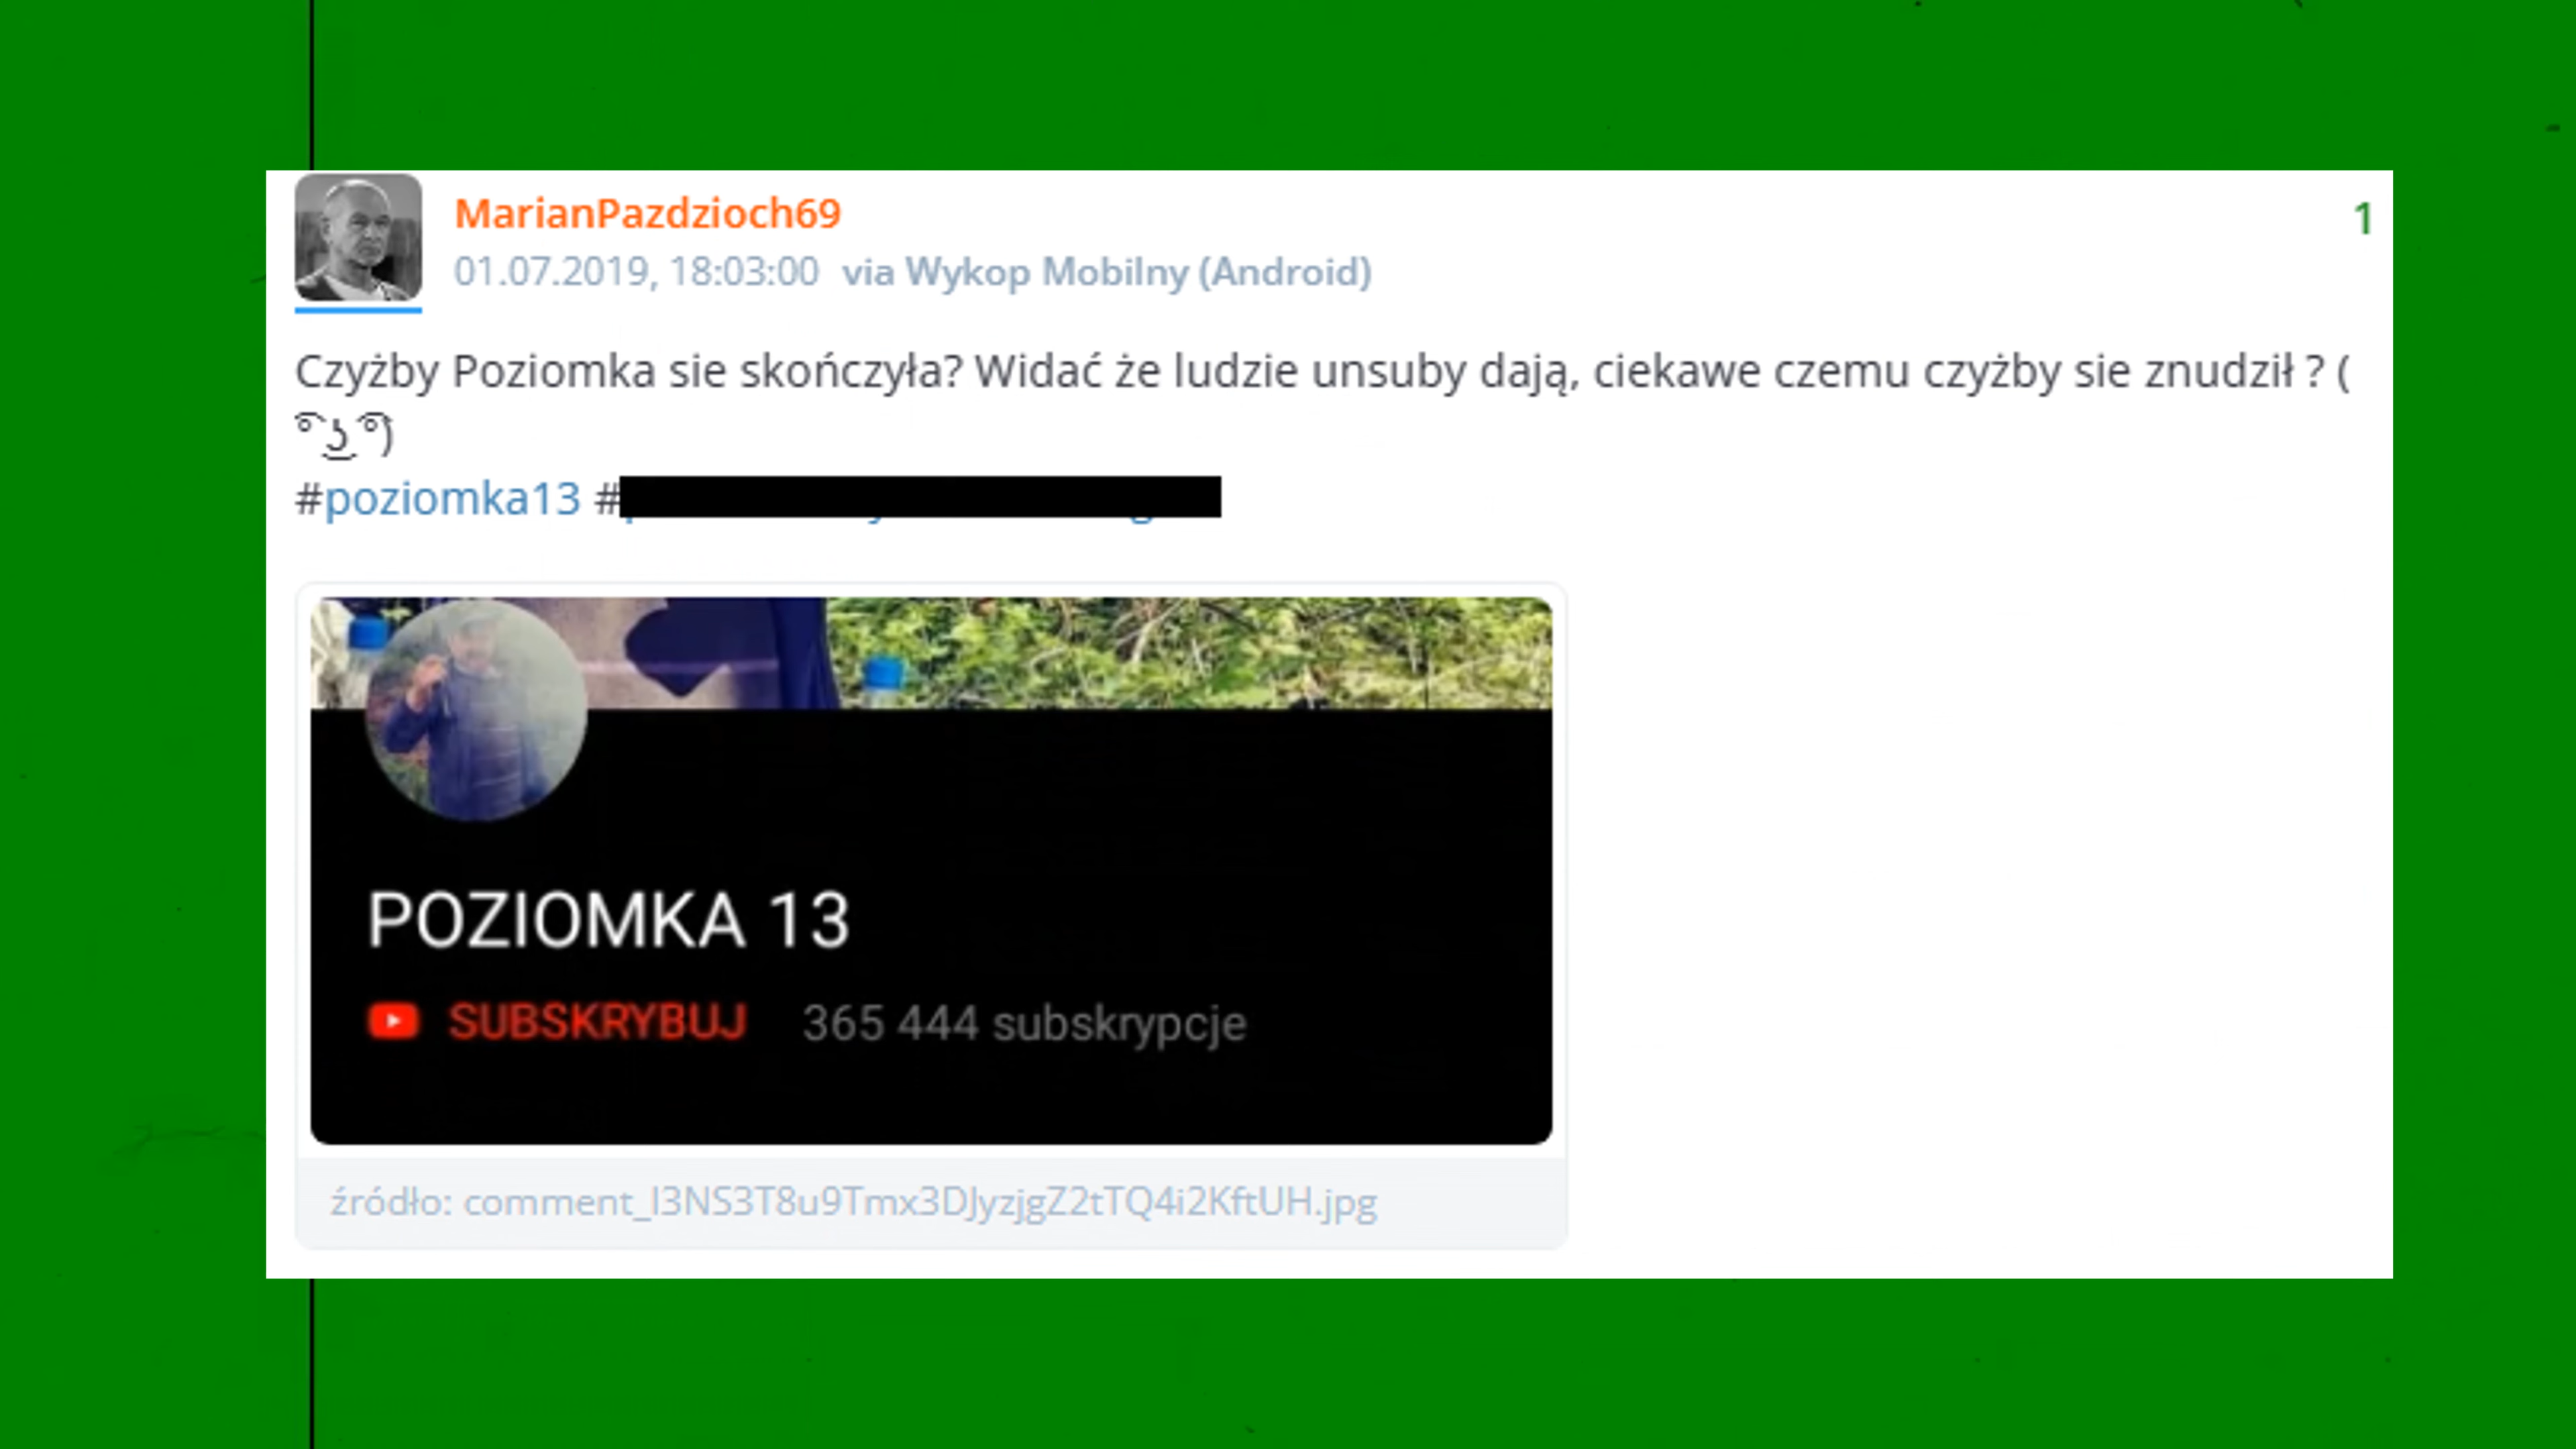 MarianPazdzioch69
1
01.07.2019, 18:03:00 via Wykop Mobilny (Android)
Czyżby Poziomka sie skończyła? Widać że ludzie unsuby dają, ciekawe czemu czyżby sie znudził ? (
͡° ͜ʖ ͡°)
#poziomka13 #
POZIOMKA 13
SUBSKRYBUJ 365 444 subskrypcje
źródło: comment_l3NS3T8u9Tmx3DJyzjgZ2tTQ4i2KftUH.jpg